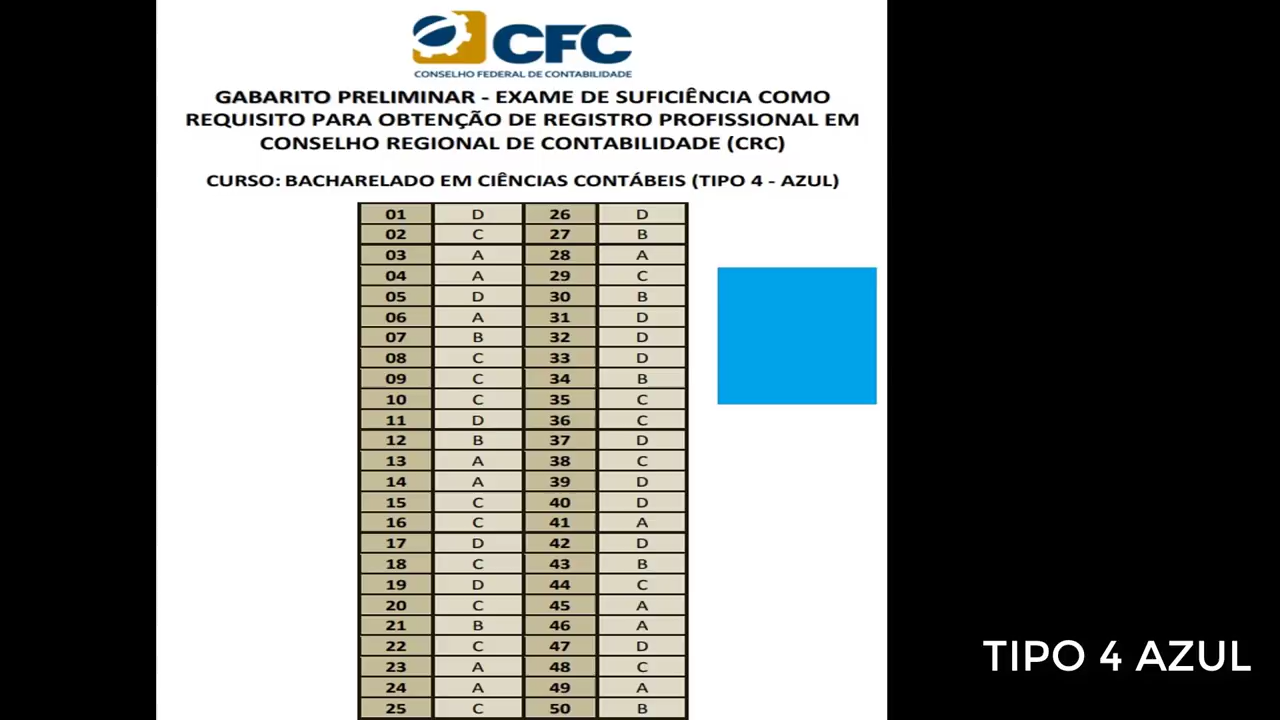 CFC
CONSELHO FEDERAL DE CONTABILIDADE
GABARITO PRELIMINAR - EXAME DE SUFICIÊNCIA COMO
REQUISITO PARA OBTENÇÃO DE REGISTRO PROFISSIONAL EM
CONSELHO REGIONAL DE CONTABILIDADE (CRC)
CURSO: BACHARELADO EM CIÊNCIAS CONTÁBEIS (TIPO 4 - AZUL)
01 D 26 D
02 C 27 B
03 A 28 A
04 A 29 C
05 D 30 B
06 A 31 D
07 B 32 D
08 C 33 D
09 C 34 B
10 C 35 C
11 D 36 C
12 B 37 D
13 A 38 C
14 A 39 D
15 C 40 D
16 C 41 A
17 D 42 D
18 C 43 B
19 D 44 C
20 C 45 A
21 B 46 A
22 C 47 D
23 A 48 C
24 A 49 A
25 C 50 B
TIPO 4 AZUL